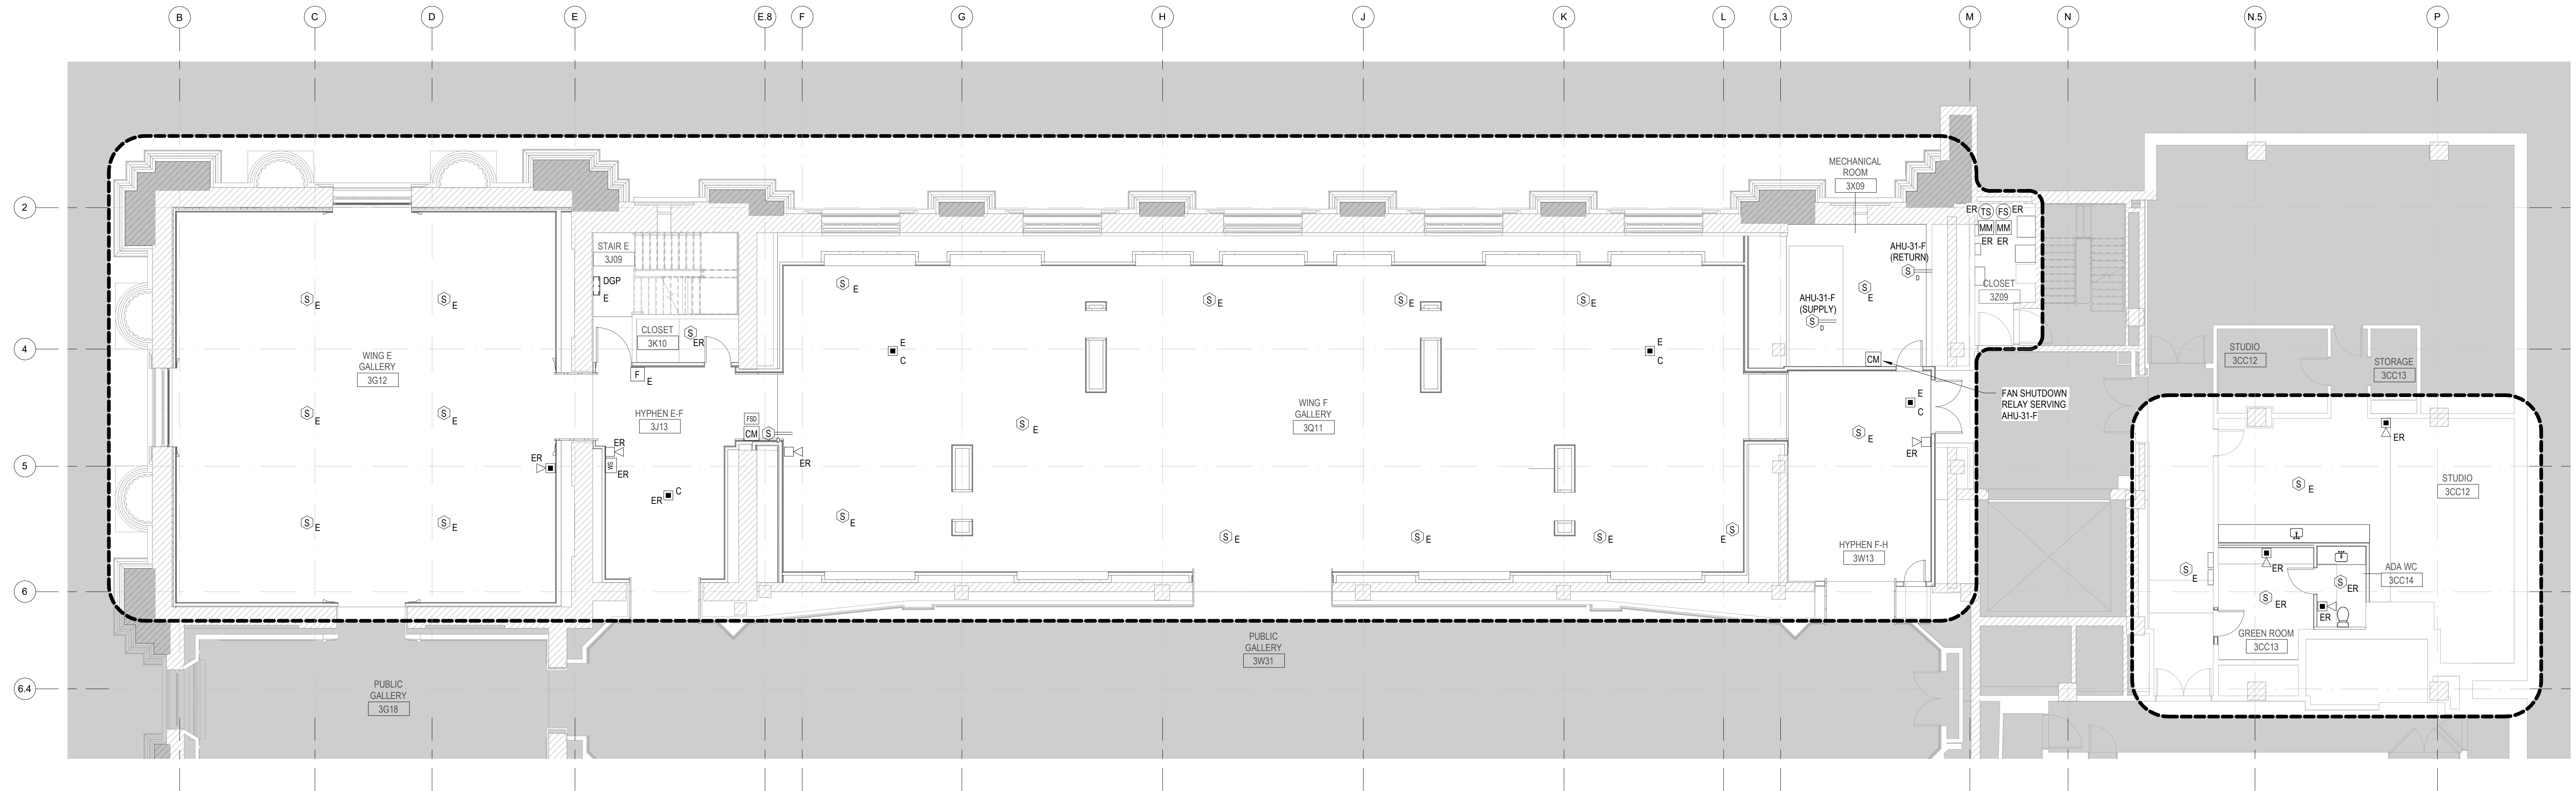 B C D E E.8 F G H J K L L.3 M N N.5 P
2
4
5
6
6.4
WING E
GALLERY
3G12
S E
S E
S E
S E
S E
S E
ER
STAIR E
3J09
DGP
E
CLOSET
3K10
S ER
F E
HYPHEN E-F
3J13
ER
WS
ER
ER C
FSD
CM S
ER
WING F
GALLERY
3Q11
S E
S E
S E
S E
E
C
E
C
S E
S E
S E
S E
S E
S
E
MECHANICAL
ROOM
3X09
AHU-31-F
(RETURN)
S D
S E
AHU-31-F
(SUPPLY)
S D
CM
FAN SHUTDOWN
RELAY SERVING
AHU-31-F
ER TS FS ER
MM MM
ER ER
CLOSET
3Z09
E
C
S E
ER
HYPHEN F-H
3W13
STUDIO
3CC12
STORAGE
3CC13
ER
S E
STUDIO
3CC12
S E
ER
S ER
S ER
ER
ADA WC
3CC14
GREEN ROOM
3CC13
PUBLIC
GALLERY
3W31
PUBLIC
GALLERY
3G18